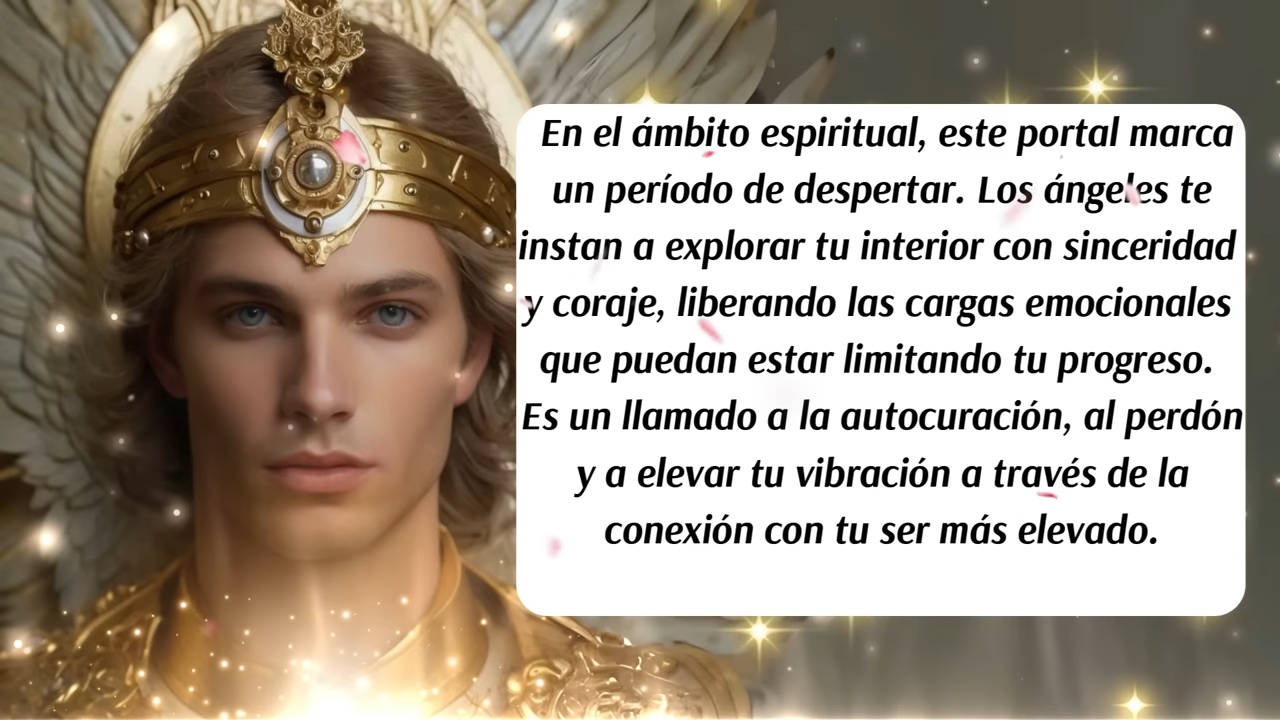 En el ámbito espiritual, este portal marca
un período de despertar. Los ángeles te
instan a explorar tu interior con sinceridad
y coraje, liberando las cargas emocionales
que puedan estar limitando tu progreso.
Es un llamado a la autocuración, al perdón
y a elevar tu vibración a través de la
conexión con tu ser más elevado.